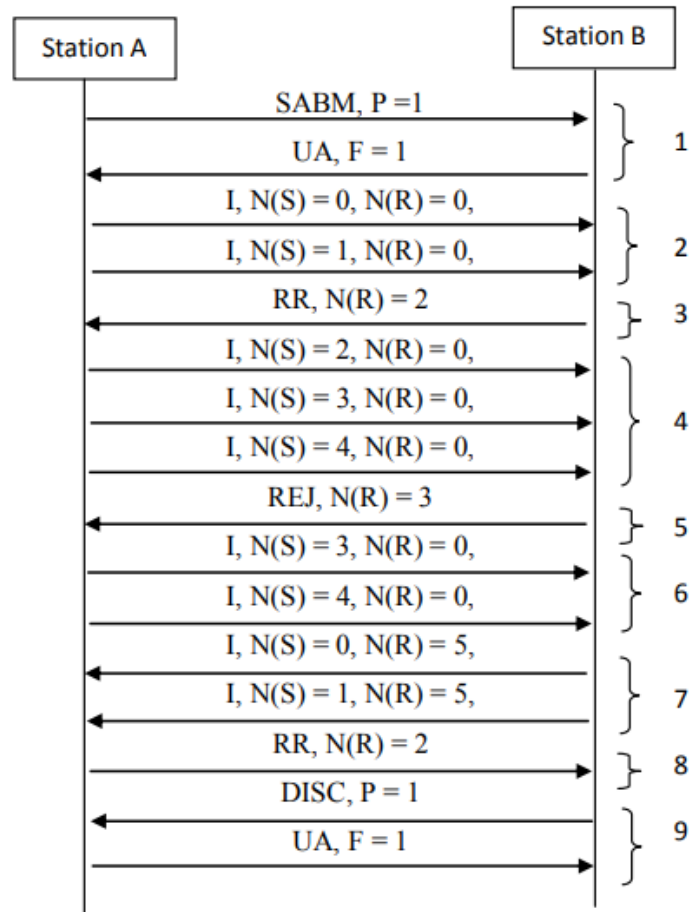 Station A
Station B
SABM, P =1
UA, F = 1
1
I, N(S) = 0, N(R) = 0,
I, N(S) = 1, N(R) = 0,
2
RR, N(R) = 2
3
I, N(S) = 2, N(R) = 0,
I, N(S) = 3, N(R) = 0,
4
I, N(S) = 4, N(R) = 0,
REJ, N(R) = 3
5
I, N(S) = 3, N(R) = 0,
6
I, N(S) = 4, N(R) = 0,
I, N(S) = 0, N(R) = 5,
I, N(S) = 1, N(R) = 5,
7
RR, N(R) = 2
8
DISC, P = 1
9
UA, F = 1